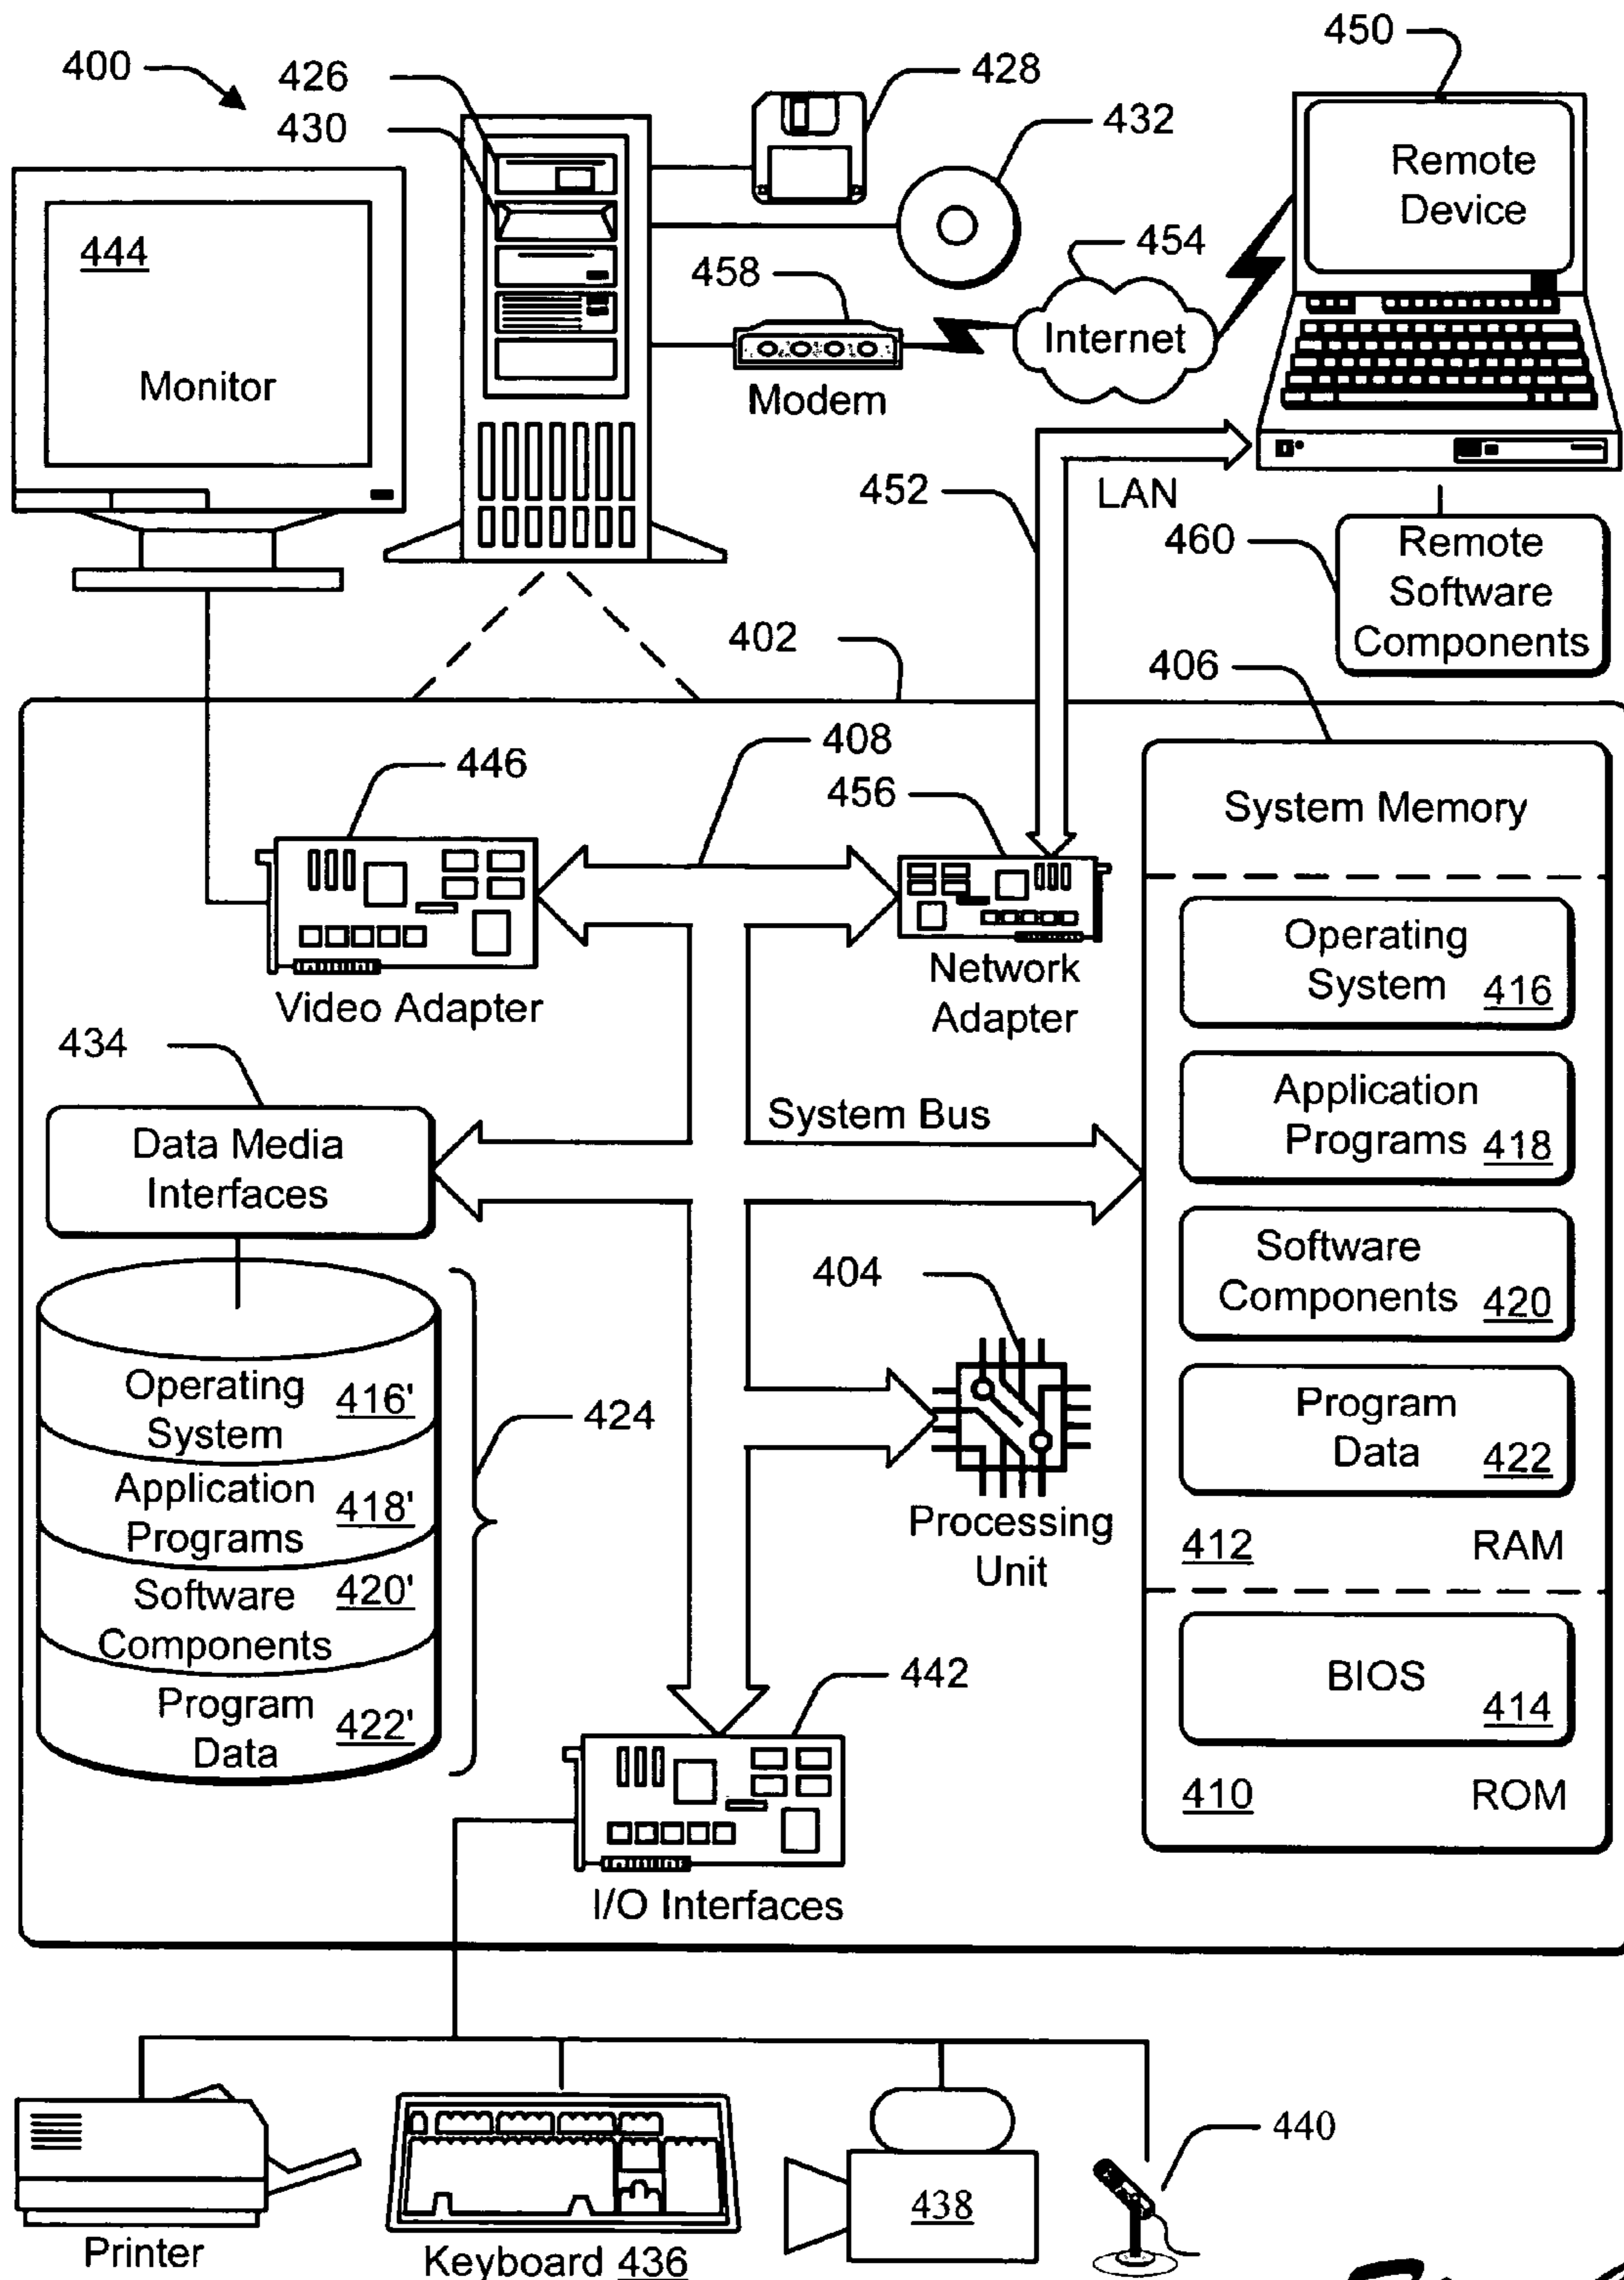 400
426
430
428
432
450
Remote
Device
444
Monitor
458
Modem
454
Internet
452
LAN
460
Remote
Software
Components
402
406
408
446
456
Video Adapter
Network
Adapter
System Memory
Operating
System 416
Application
Programs 418
Software
Components 420
Program
Data 422
412 RAM
BIOS
414
410 ROM
434
Data Media
Interfaces
System Bus
404
Processing
Unit
Operating
System 416'
Application
Programs 418'
Software
Components 420'
Program
Data 422'
424
442
I/O Interfaces
Printer
Keyboard 436
438
440